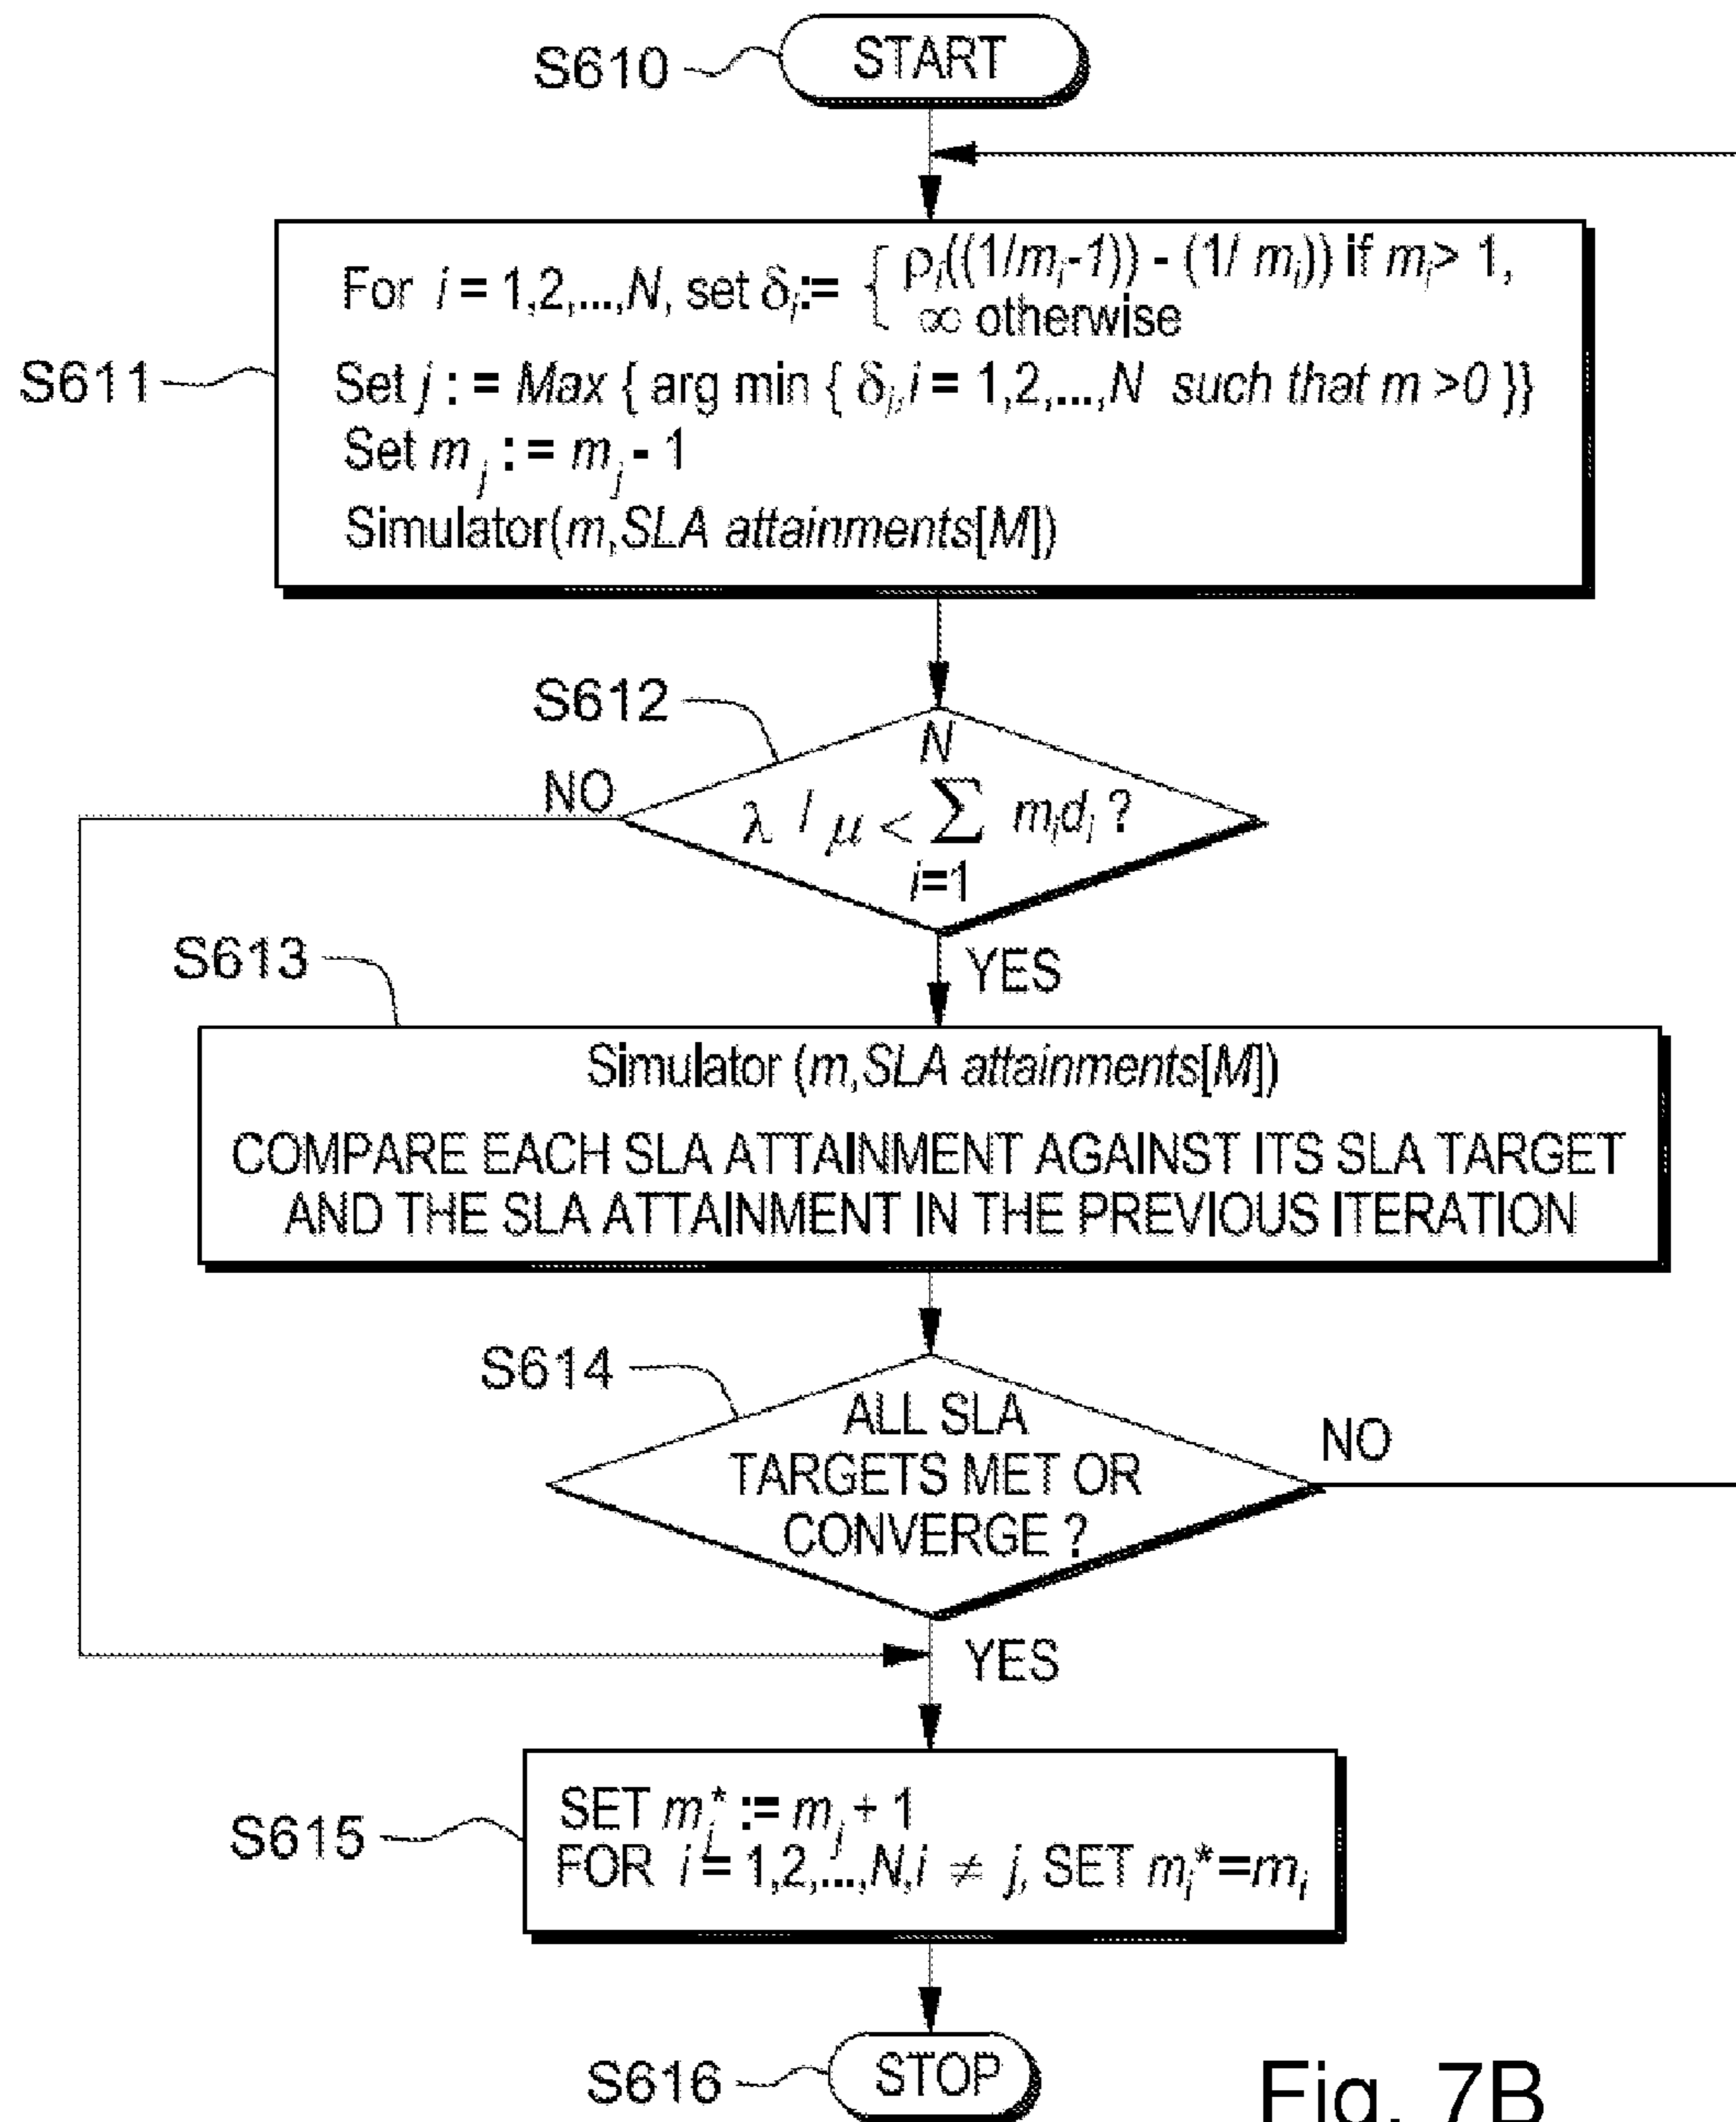 S610
START
For i = 1,2,...,N, set δi:= { ρi((1/mi-1)) - (1/ mi)) if mi> 1,
∞ otherwise
S611
Set j : = Max { arg min { δi,i = 1,2,...,N such that m >0 }}
Set mj : = mj - 1
Simulator(m,SLA attainments[M])
S612
NO
N
λ / μ < ∑ midi ?
i=1
YES
S613
Simulator (m,SLA attainments[M])
COMPARE EACH SLA ATTAINMENT AGAINST ITS SLA TARGET
AND THE SLA ATTAINMENT IN THE PREVIOUS ITERATION
S614
ALL SLA
TARGETS MET OR
CONVERGE ?
NO
YES
S615
SET mj* := mj + 1
FOR i = 1,2,...,N,i ≠ j, SET mi*=mi
S616
STOP
Fig. 7B